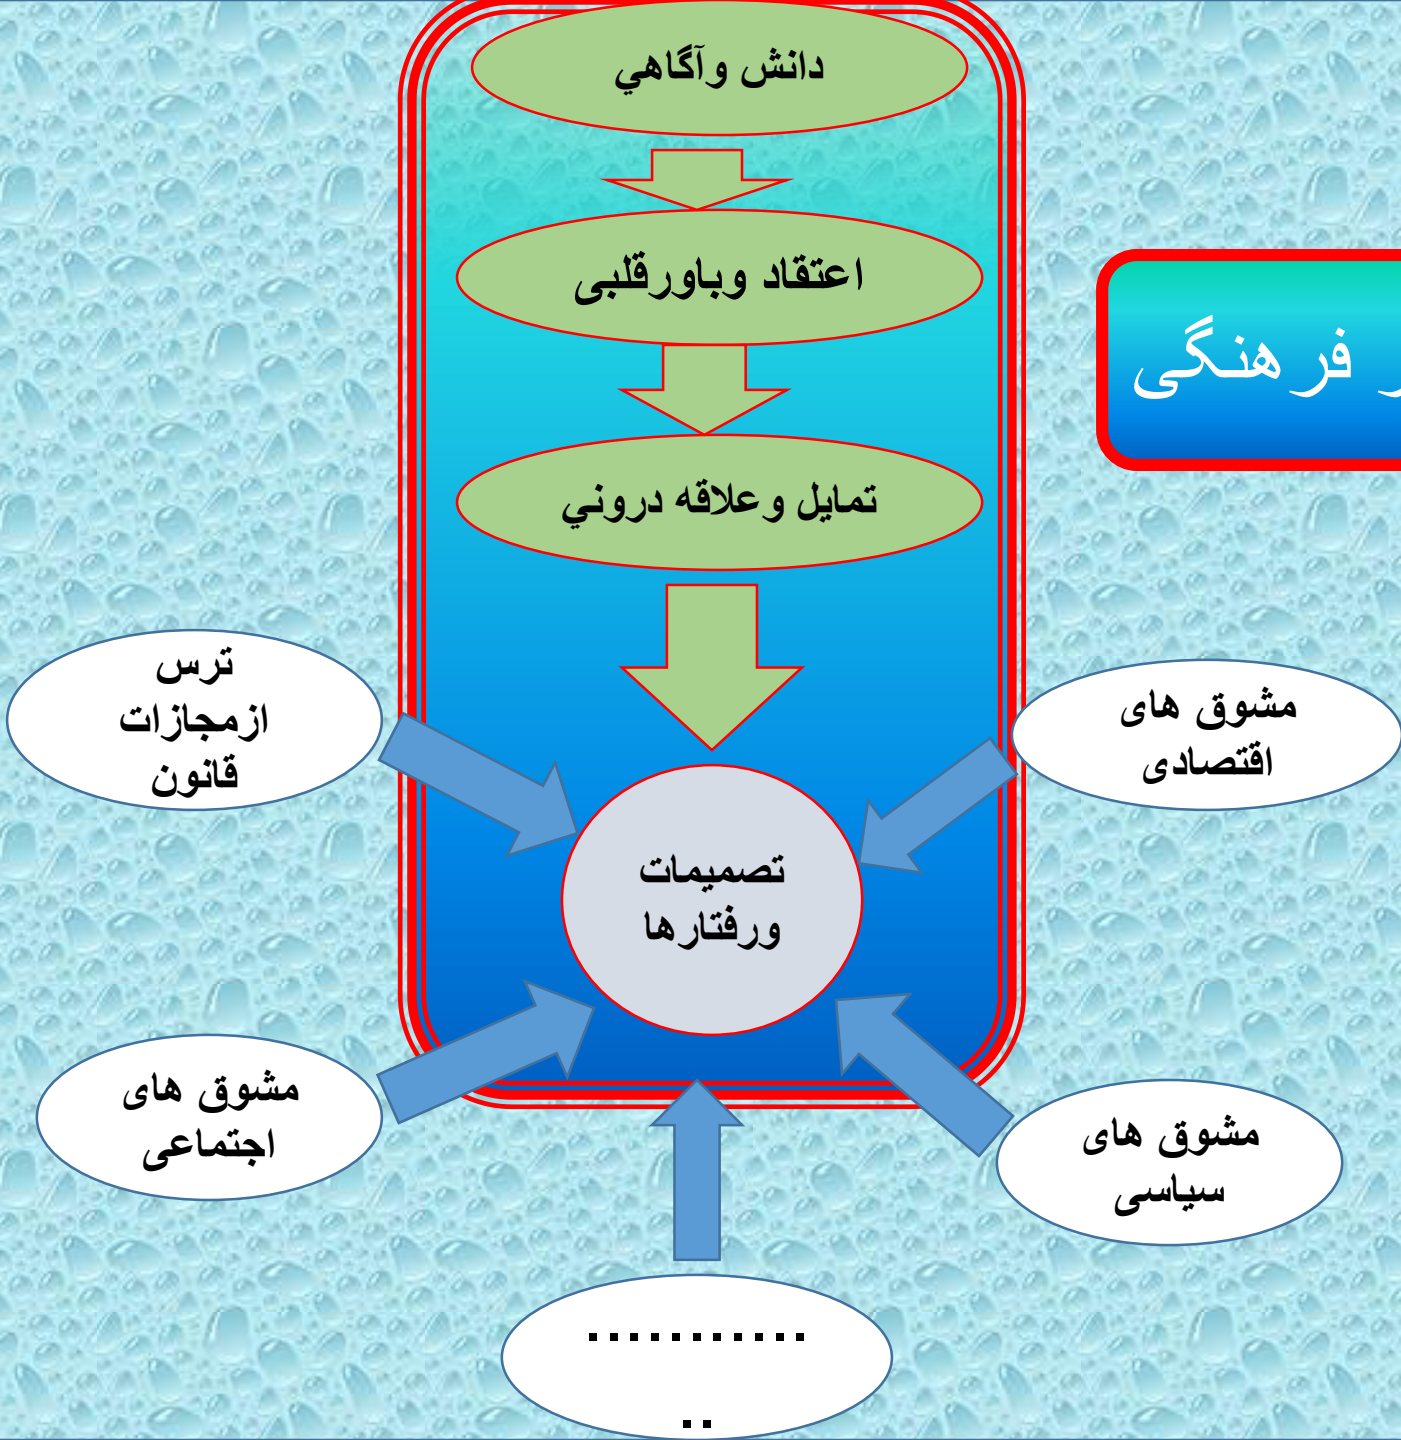 دانش وآگاهي
اعتقاد وباورقلبی
فرهنگی
تمایل وعلاقه دروني
ترس
ازمجازات
قانون
مشوق های
اقتصادی
تصمیمات
ورفتارها
مشوق های
اجتماعی
مشوق های
سیاسی
...........
..